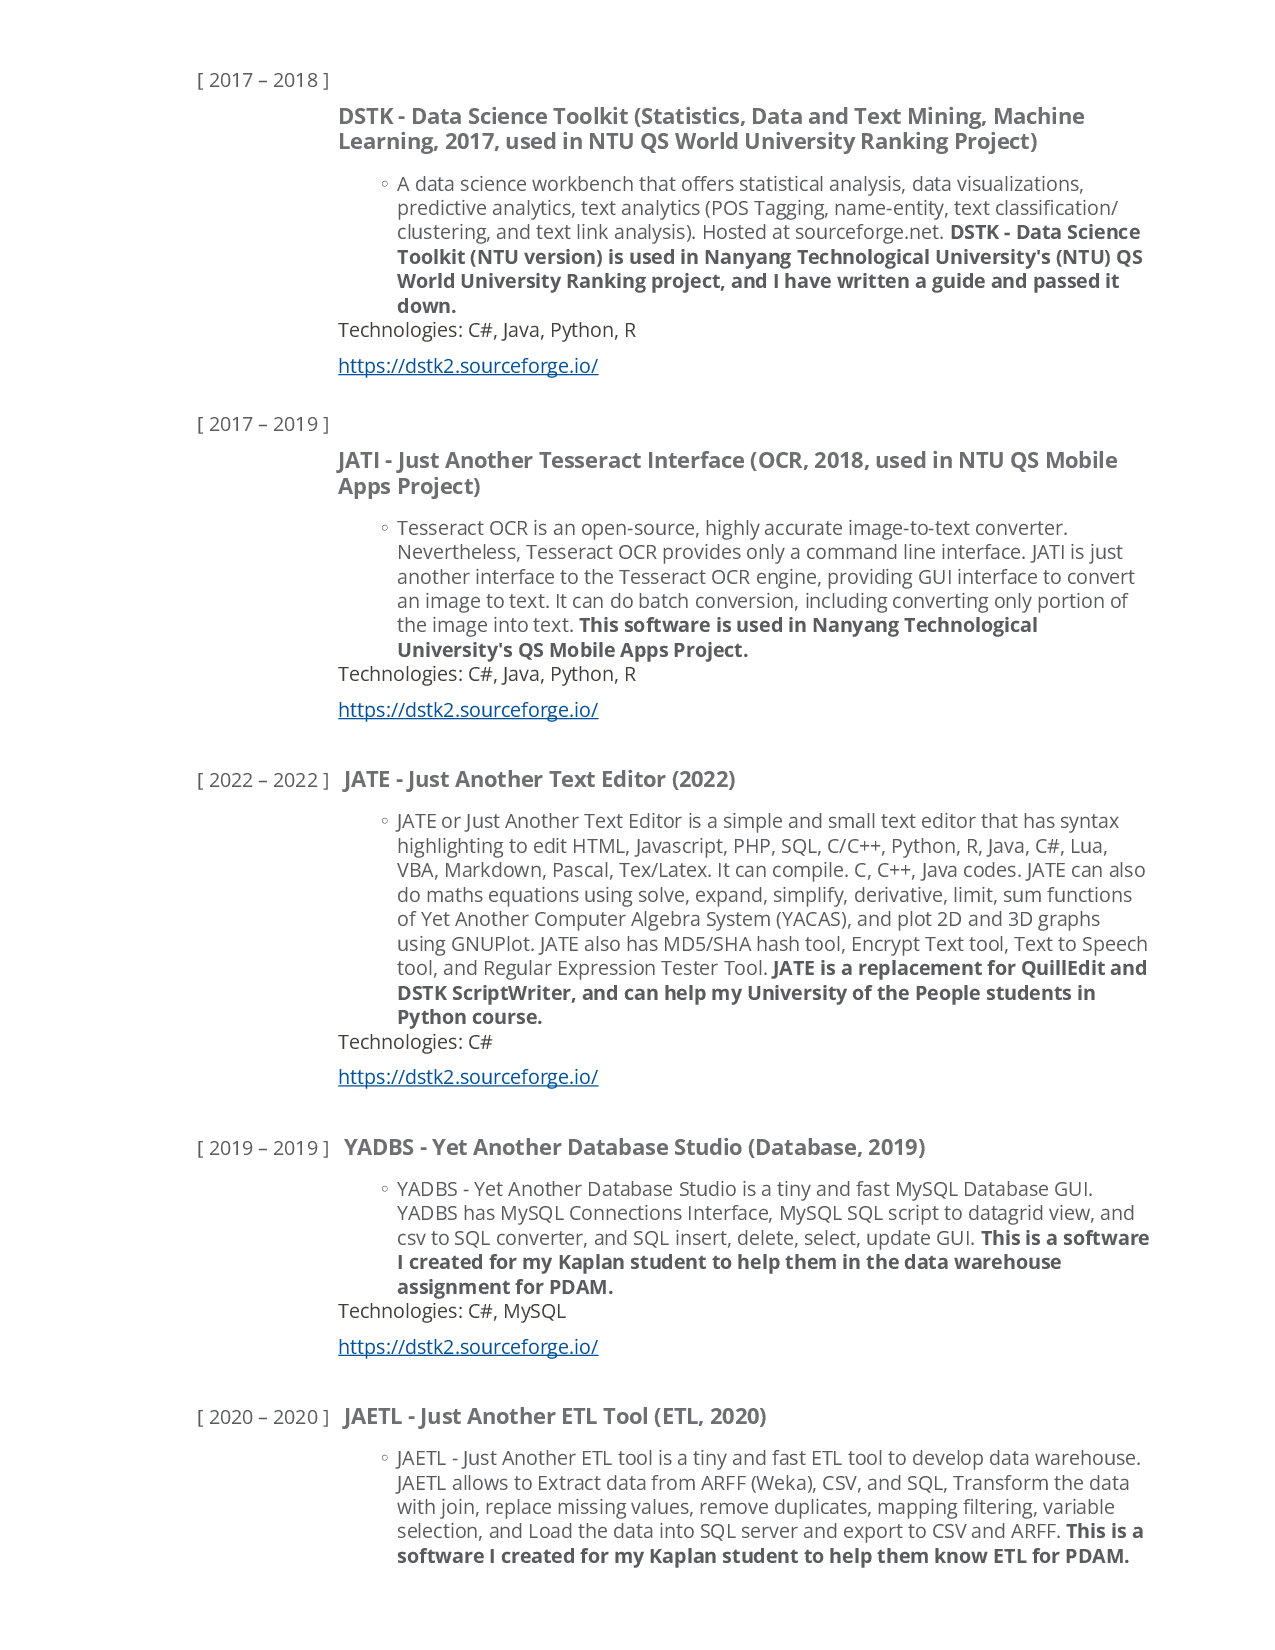 [ 2017 – 2018 ]
DSTK - Data Science Toolkit (Statistics, Data and Text Mining, Machine
Learning, 2017, used in NTU QS World University Ranking Project)
◦ A data science workbench that offers statistical analysis, data visualizations,
predictive analytics, text analytics (POS Tagging, name-entity, text classification/
clustering, and text link analysis). Hosted at sourceforge.net. DSTK - Data Science
Toolkit (NTU version) is used in Nanyang Technological University's (NTU) QS
World University Ranking project, and I have written a guide and passed it
down.
Technologies: C#, Java, Python, R
https://dstk2.sourceforge.io/
[ 2017 – 2019 ]
JATI - Just Another Tesseract Interface (OCR, 2018, used in NTU QS Mobile
Apps Project)
◦ Tesseract OCR is an open-source, highly accurate image-to-text converter.
Nevertheless, Tesseract OCR provides only a command line interface. JATI is just
another interface to the Tesseract OCR engine, providing GUI interface to convert
an image to text. It can do batch conversion, including converting only portion of
the image into text. This software is used in Nanyang Technological
University's QS Mobile Apps Project.
Technologies: C#, Java, Python, R
https://dstk2.sourceforge.io/
[ 2022 – 2022 ] JATE - Just Another Text Editor (2022)
◦ JATE or Just Another Text Editor is a simple and small text editor that has syntax
highlighting to edit HTML, Javascript, PHP, SQL, C/C++, Python, R, Java, C#, Lua,
VBA, Markdown, Pascal, Tex/Latex. It can compile. C, C++, Java codes. JATE can also
do maths equations using solve, expand, simplify, derivative, limit, sum functions
of Yet Another Computer Algebra System (YACAS), and plot 2D and 3D graphs
using GNUPlot. JATE also has MD5/SHA hash tool, Encrypt Text tool, Text to Speech
tool, and Regular Expression Tester Tool. JATE is a replacement for QuillEdit and
DSTK ScriptWriter, and can help my University of the People students in
Python course.
Technologies: C#
https://dstk2.sourceforge.io/
[ 2019 – 2019 ] YADBS - Yet Another Database Studio (Database, 2019)
◦ YADBS - Yet Another Database Studio is a tiny and fast MySQL Database GUI.
YADBS has MySQL Connections Interface, MySQL SQL script to datagrid view, and
csv to SQL converter, and SQL insert, delete, select, update GUI. This is a software
I created for my Kaplan student to help them in the data warehouse
assignment for PDAM.
Technologies: C#, MySQL
https://dstk2.sourceforge.io/
[ 2020 – 2020 ] JAETL - Just Another ETL Tool (ETL, 2020)
◦ JAETL - Just Another ETL tool is a tiny and fast ETL tool to develop data warehouse.
JAETL allows to Extract data from ARFF (Weka), CSV, and SQL, Transform the data
with join, replace missing values, remove duplicates, mapping filtering, variable
selection, and Load the data into SQL server and export to CSV and ARFF. This is a
software I created for my Kaplan student to help them know ETL for PDAM.